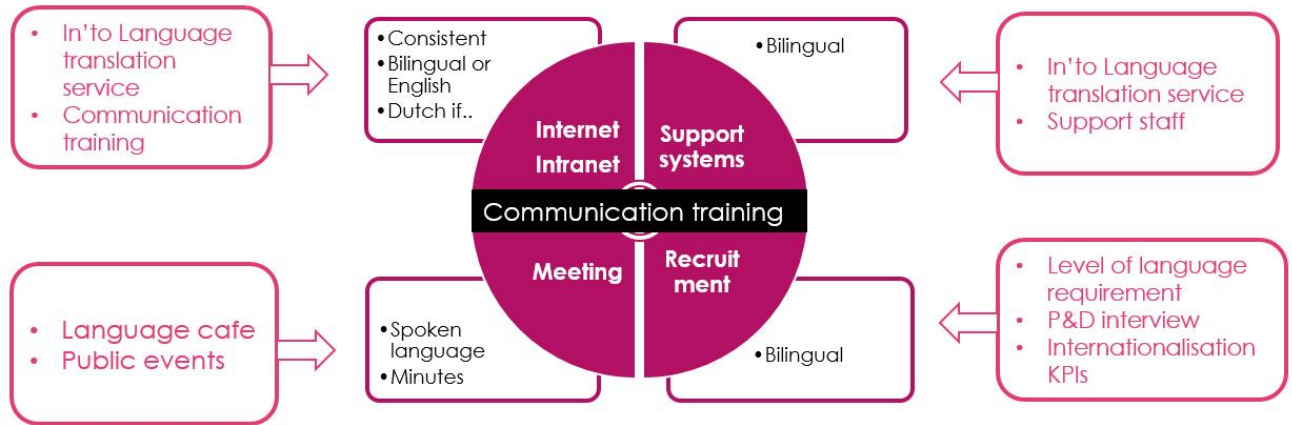 • In'to Language
translation
service
• Communication
training
•Consistent
•Bilingual or
English
•Dutch if..
•Bilingual
• In'to Language
translation service
• Support staff
Internet
Intranet
Support
systems
Communication training
Meeting
Recruit
ment
• Language cafe
• Public events
•Spoken
language
•Minutes
•Bilingual
• Level of language
requirement
• P&D interview
• Internationalisation
KPIs